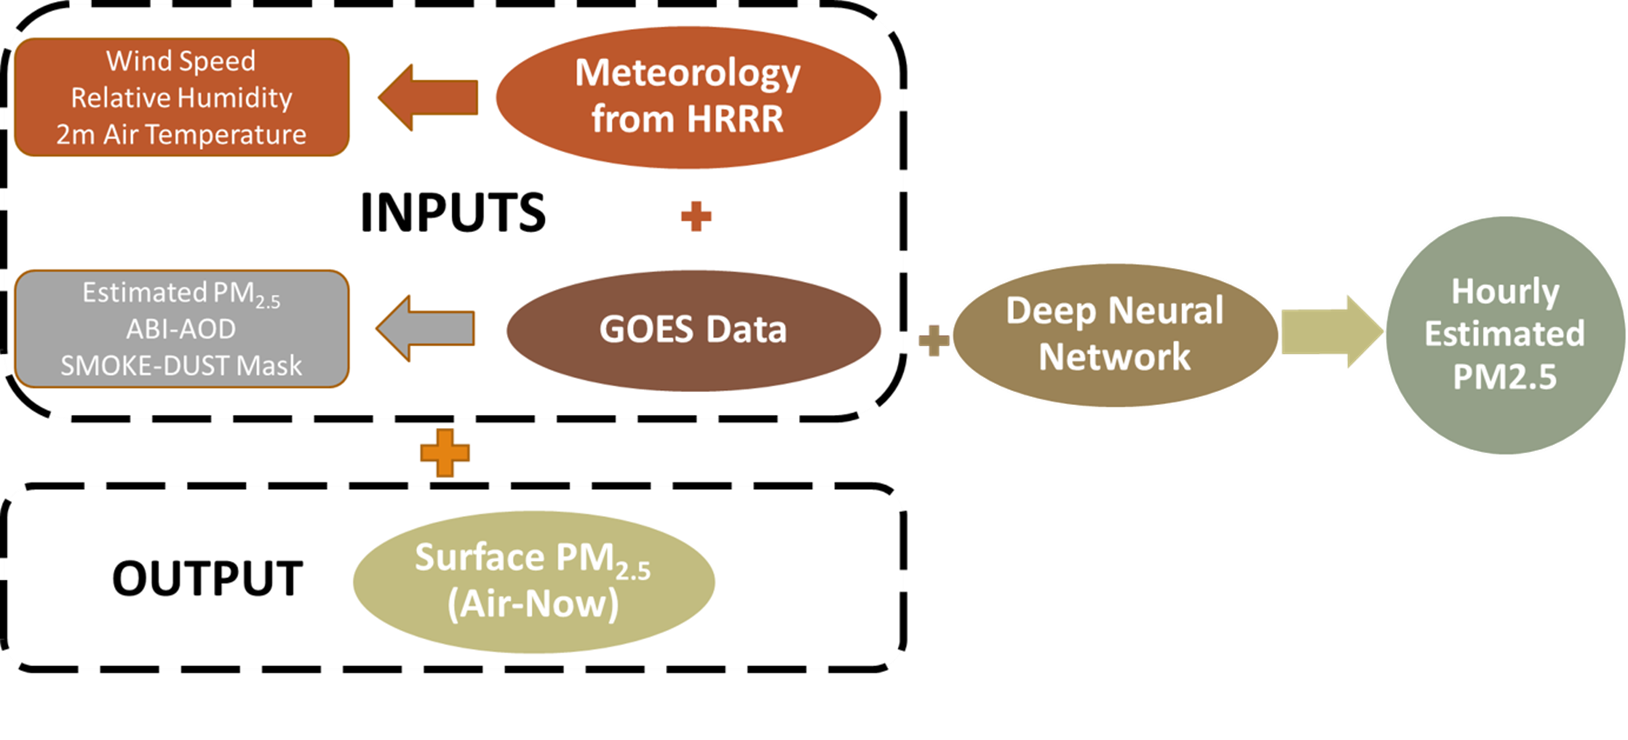 Wind Speed
Relative Humidity
2m Air Temperature
Meteorology
from HRRR
INPUTS
Estimated PM2.5
ABI-AOD
SMOKE-DUST Mask
GOES Data
Deep Neural
Network
Hourly
Estimated
PM2.5
OUTPUT
Surface PM2.5
(Air-Now)